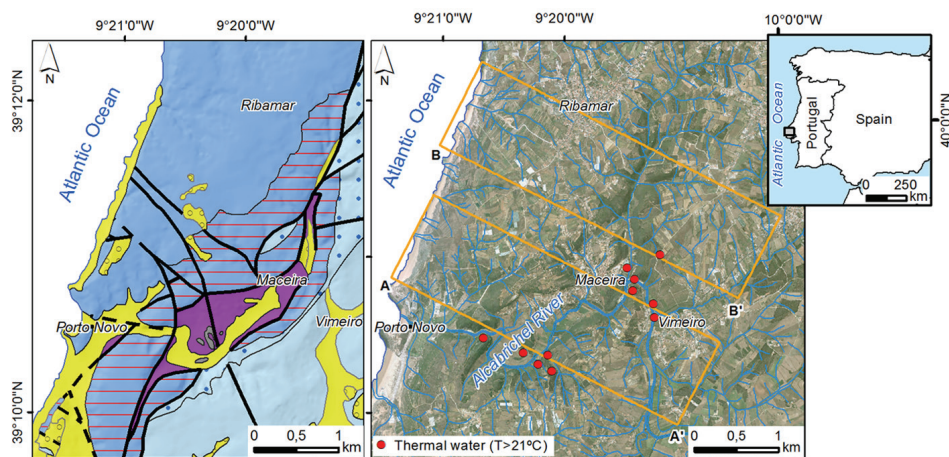 9°21'0"W 9°20'0"W
9°21'0"W 9°20'0"W 10°0'0"W
39°11'0"N
39°10'0"N
40°0'0"N
N
Atlantic Ocean
Ribamar
Maceira
Porto Novo
Vimeiro
0 0,5 1
km
N
Atlantic Ocean
Ribamar
B
A
Maceira
Porto Novo
Alcabrichel River
Vimeiro
B'
A'
Thermal water (T>21ºC)
0 0,5 1
km
Atlantic Ocean
Portugal
Spain
0 250
km